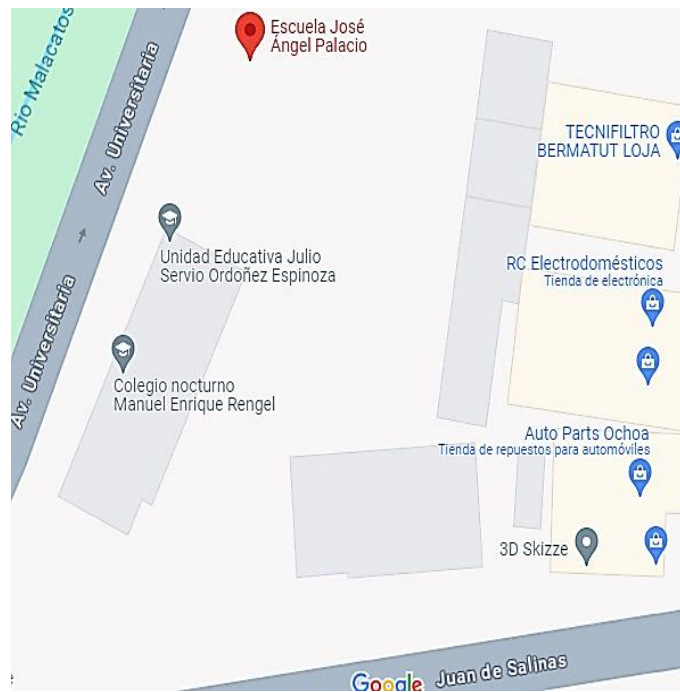 Escuela José
Ángel Palacio
Rio Malacatos
Av. Universitaria
TECNIFILTRO
BERMATUT LOJA
Unidad Educativa Julio
Servio Ordoñez Espinoza
RC Electrodomésticos
Tienda de electrónica
Av. Universitaria
Colegio nocturno
Manuel Enrique Rengel
Auto Parts Ochoa
Tienda de repuestos para automóviles
3D Skizze
Google
Juan de Salinas